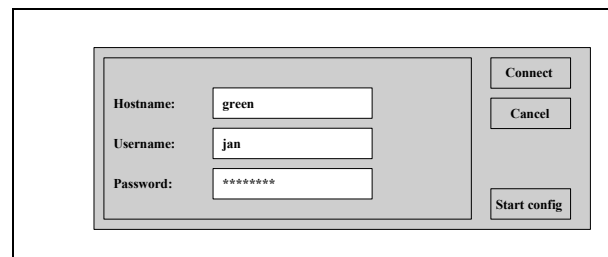 Connect
Hostname: green
Cancel
Username: jan
Password: ********
Start config